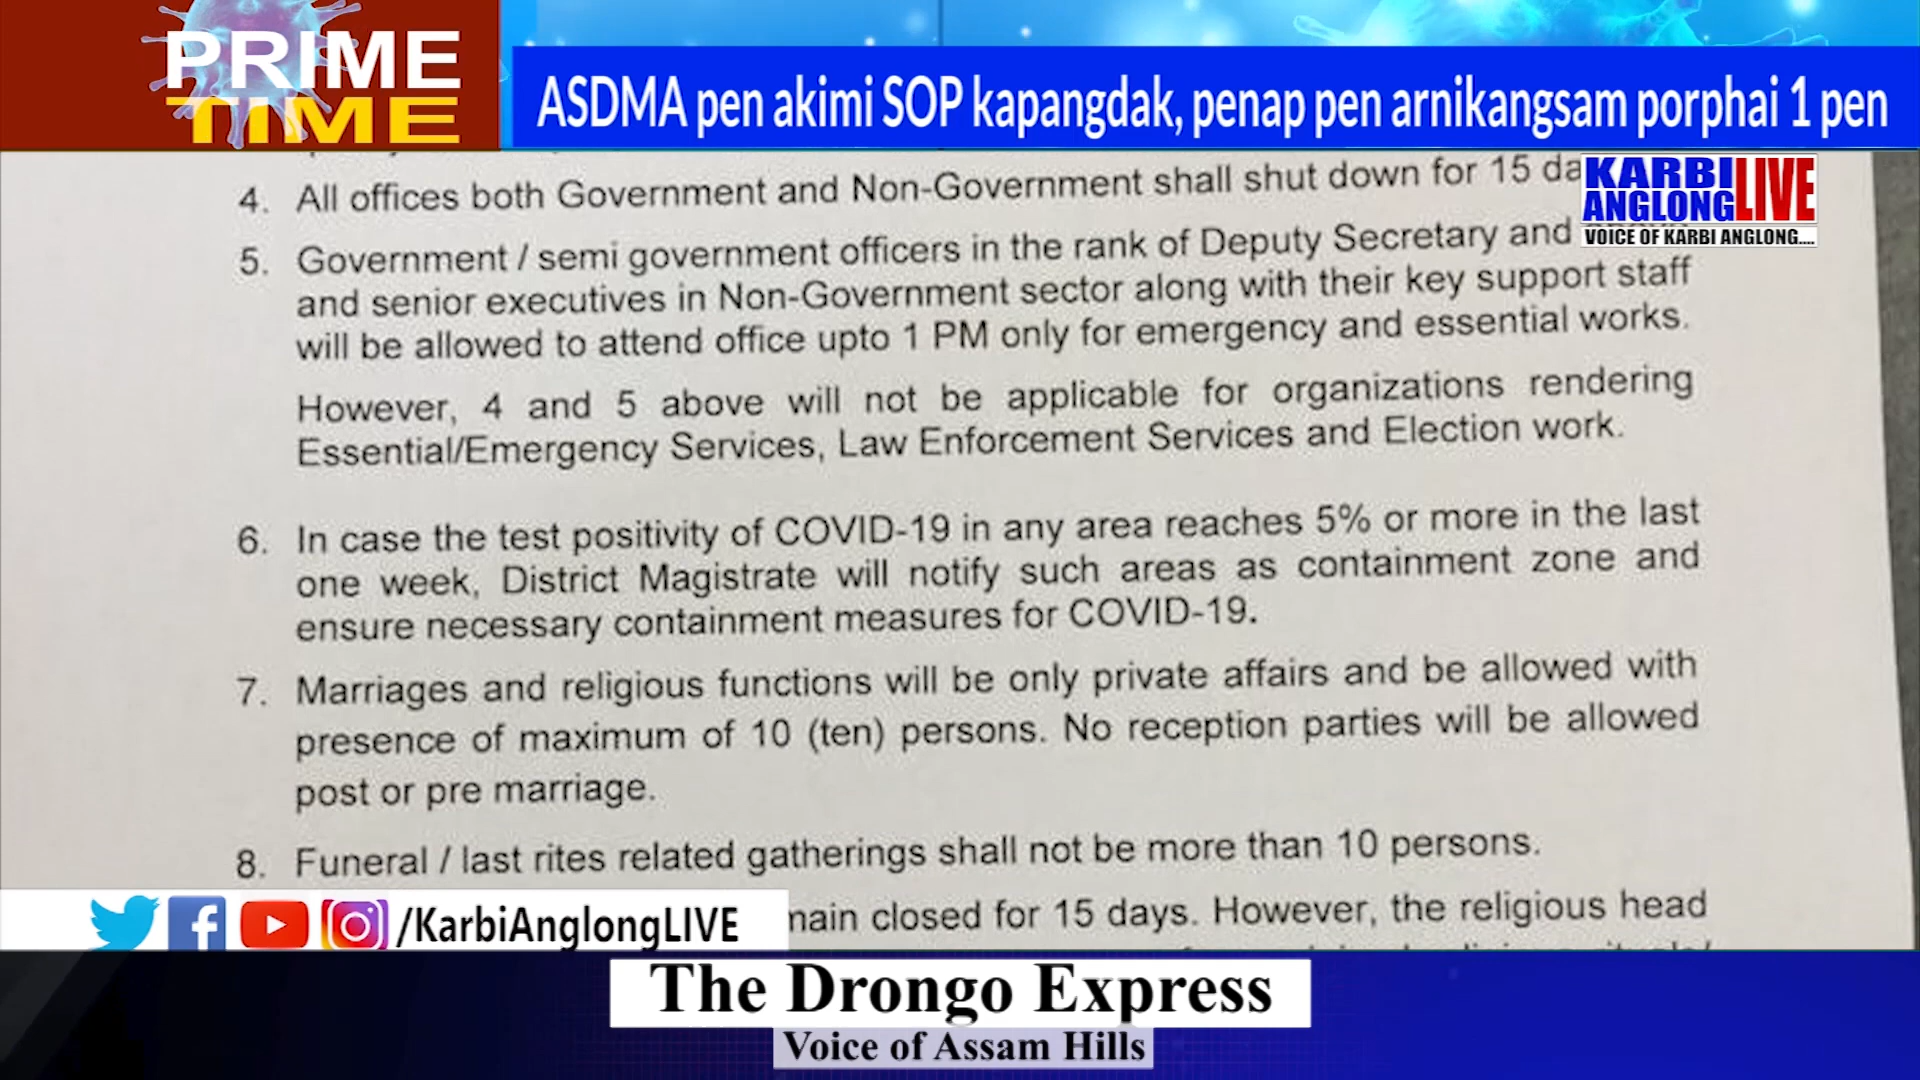 PRIME
TIME
ASDMA pen akimi SOP kapangdak, penap pen arnikangsam porphai 1 pen
KARBI
ANGLONG
LIVE
VOICE OF KARBI ANGLONG....
4. All offices both Government and Non-Government shall shut down for 15 da
5. Government / semi government officers in the rank of Deputy Secretary and
and senior executives in Non-Government sector along with their key support staff
will be allowed to attend office upto 1 PM only for emergency and essential works.
However, 4 and 5 above will not be applicable for organizations rendering
Essential/Emergency Services, Law Enforcement Services and Election work.
6. In case the test positivity of COVID-19 in any area reaches 5% or more in the last
one week, District Magistrate will notify such areas as containment zone and
ensure necessary containment measures for COVID-19.
7. Marriages and religious functions will be only private affairs and be allowed with
presence of maximum of 10 (ten) persons. No reception parties will be allowed
post or pre marriage.
8. Funeral / last rites related gatherings shall not be more than 10 persons.
main closed for 15 days. However, the religious head
/KarbiAnglongLIVE
The Drongo Express
Voice of Assam Hills